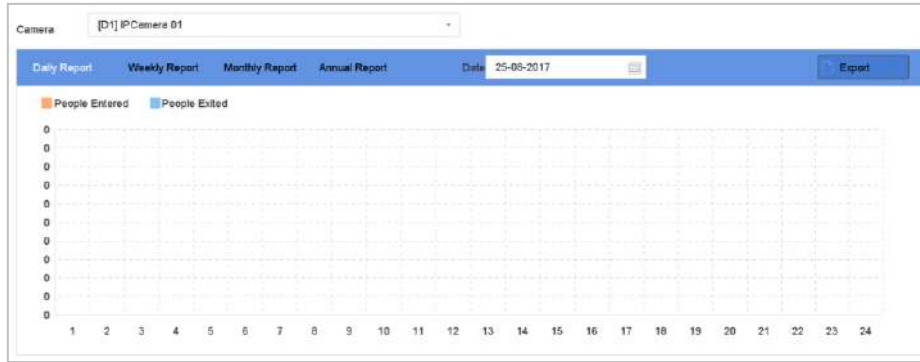 Camera [D1] IPCamera 01
Daily Report Weekly Report Monthly Report Annual Report Date 25-08-2017 Export
People Entered People Exited
0
0
0
0
0
0
0
0
0
0
0
1 2 3 4 5 6 7 8 9 10 11 12 13 14 15 16 17 18 19 20 21 22 23 24